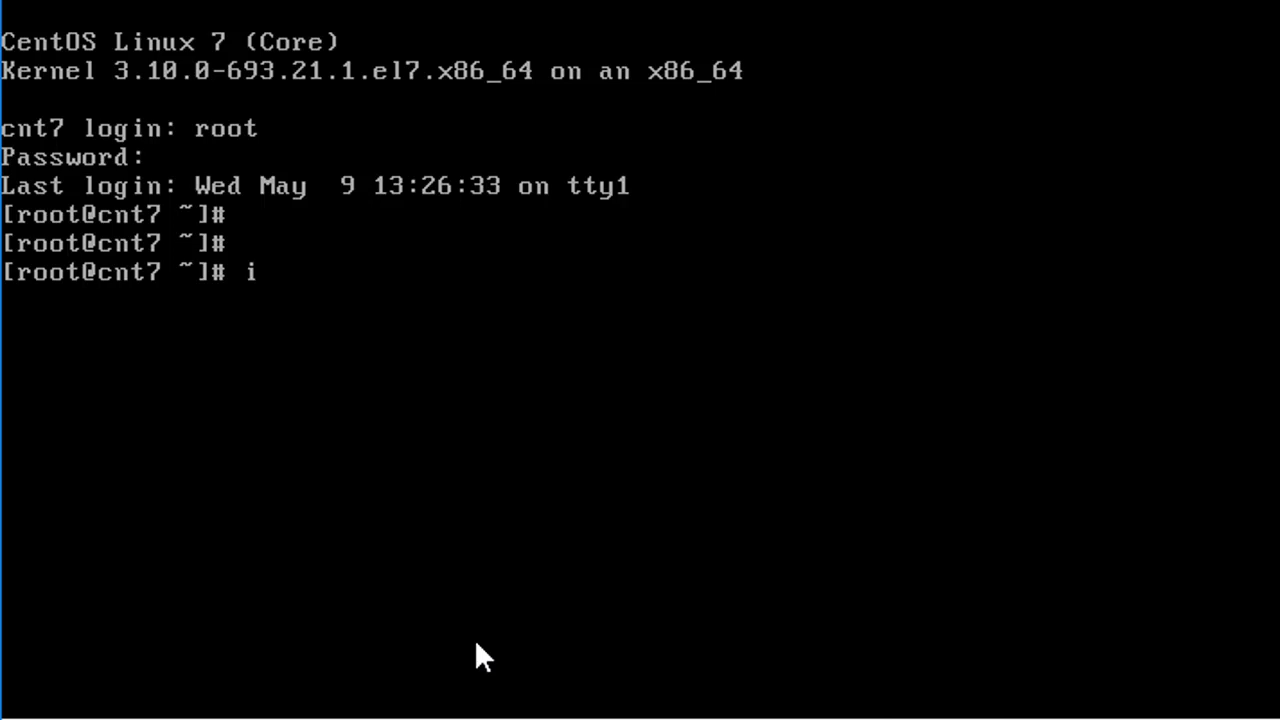 CentOS Linux 7 (Core)
Kernel 3.10.0-693.21.1.el7.x86_64 on an x86_64
cnt7 login: root
Password:
Last login: Wed May  9 13:26:33 on tty1
[root@cnt7 ~]#
[root@cnt7 ~]#
[root@cnt7 ~]# i